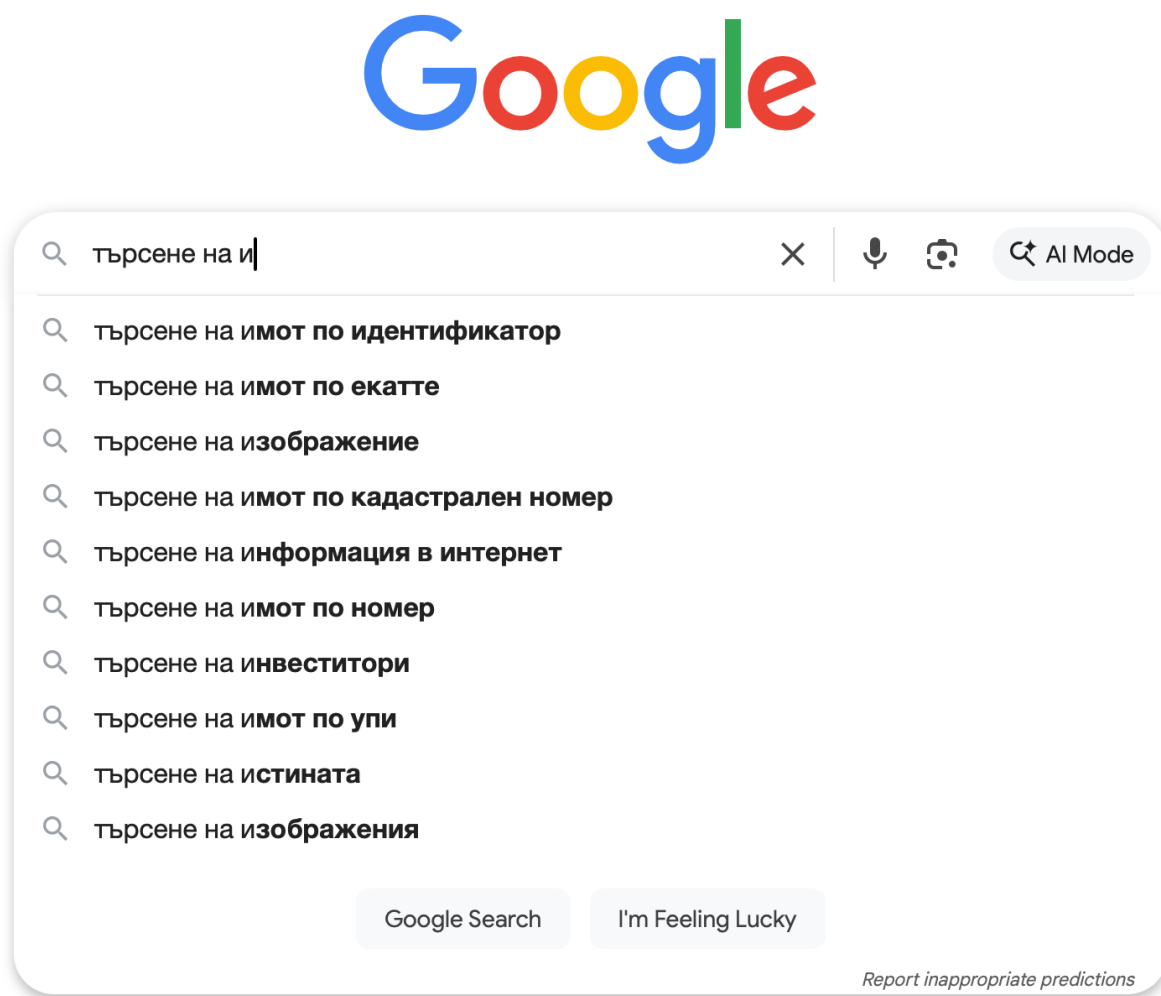 Google
търсене на и
AI Mode
търсене на имот по идентификатор
търсене на имот по екатте
търсене на изображение
търсене на имот по кадастрален номер
търсене на информация в интернет
търсене на имот по номер
търсене на инвеститори
търсене на имот по упи
търсене на истината
търсене на изображения
Google Search
I'm Feeling Lucky
Report inappropriate predictions